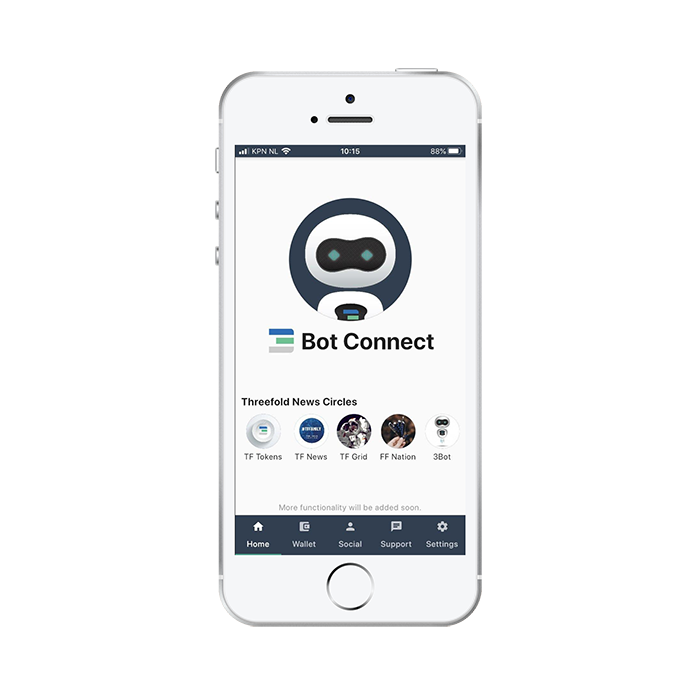 KPN NL 10:15 88%
Bot Connect
Threefold News Circles
TF Tokens TF News TF Grid FF Nation 3Bot
More functionality will be added soon.
Home Wallet Social Support Settings